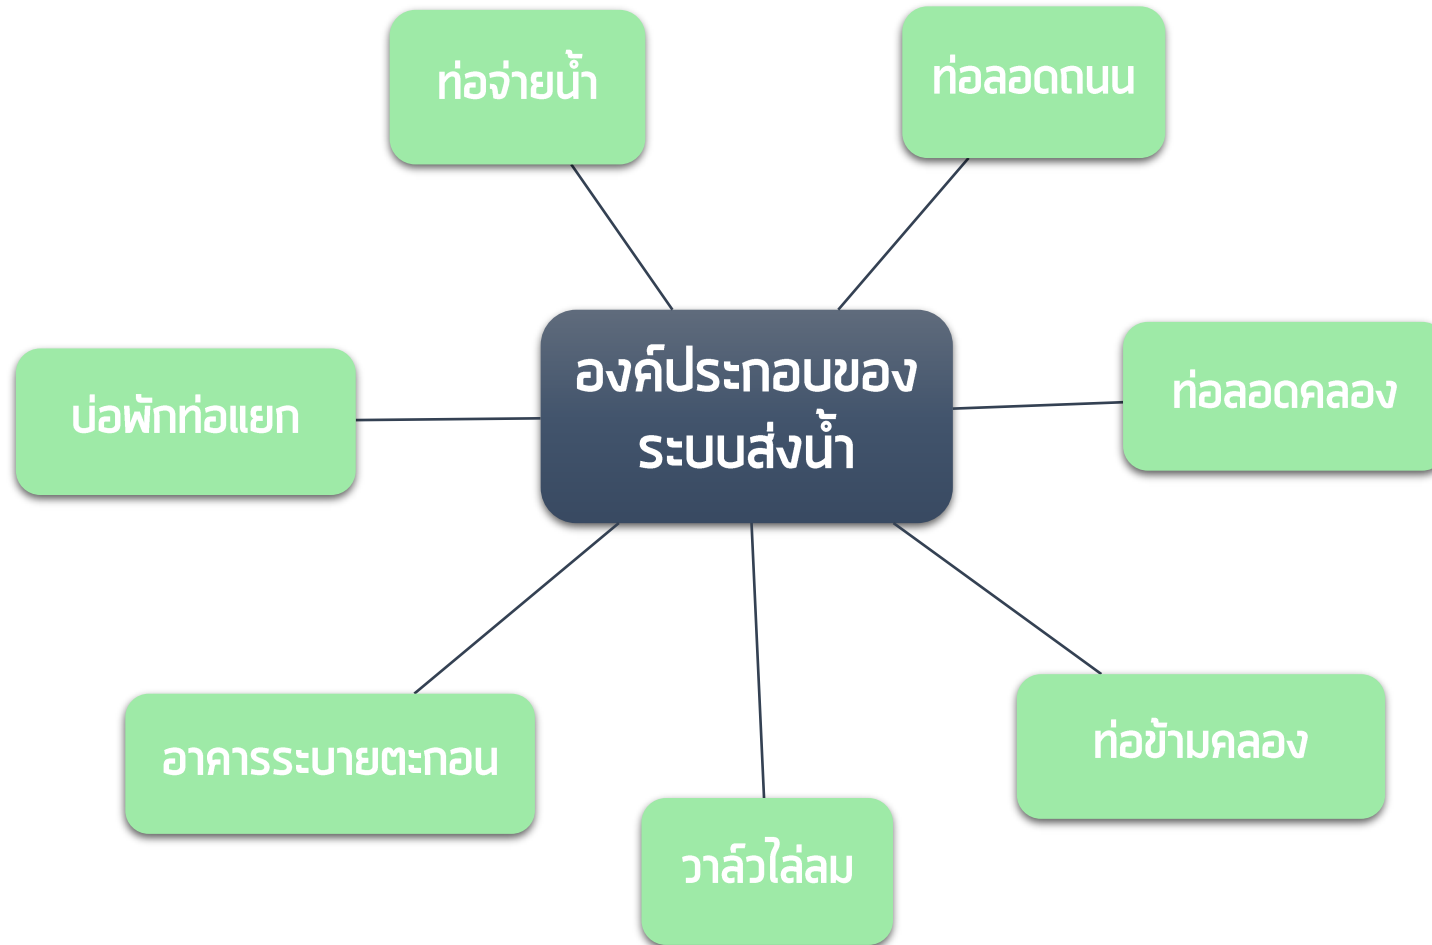 ท่อจ่ายน้ำ
ท่อลอดถนน
องค์ประกอบของ
ระบบส่งน้ำ
ท่อลอดคลอง
บ่อพักท่อแยก
ท่อข้ามคลอง
อาคารระบายตะกอน
วาล์วไล่ลม